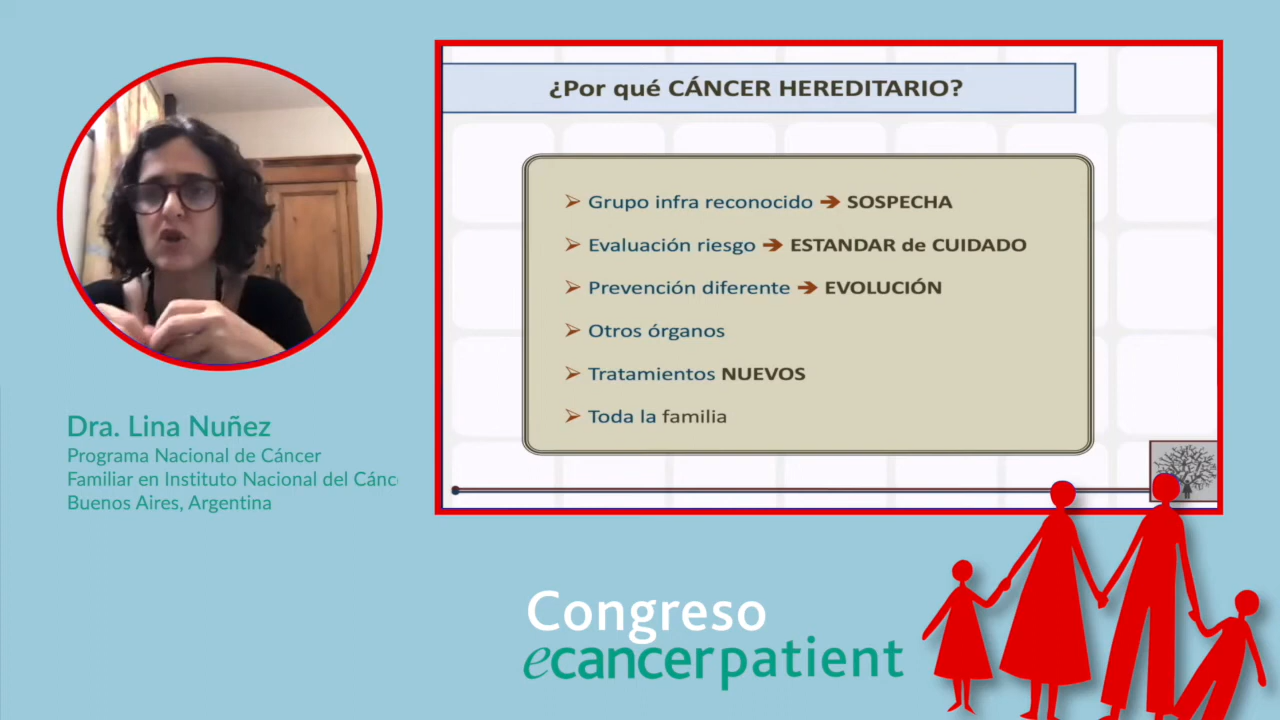 ¿Por qué CÁNCER HEREDITARIO?
➢ Grupo infra reconocido ➔ SOSPECHA
➢ Evaluación riesgo ➔ ESTANDAR de CUIDADO
➢ Prevención diferente ➔ EVOLUCIÓN
➢ Otros órganos
➢ Tratamientos NUEVOS
➢ Toda la familia
Dra. Lina Nuñez
Programa Nacional de Cáncer
Familiar en Instituto Nacional del Cánc
Buenos Aires, Argentina
Congreso
ecancerpatient